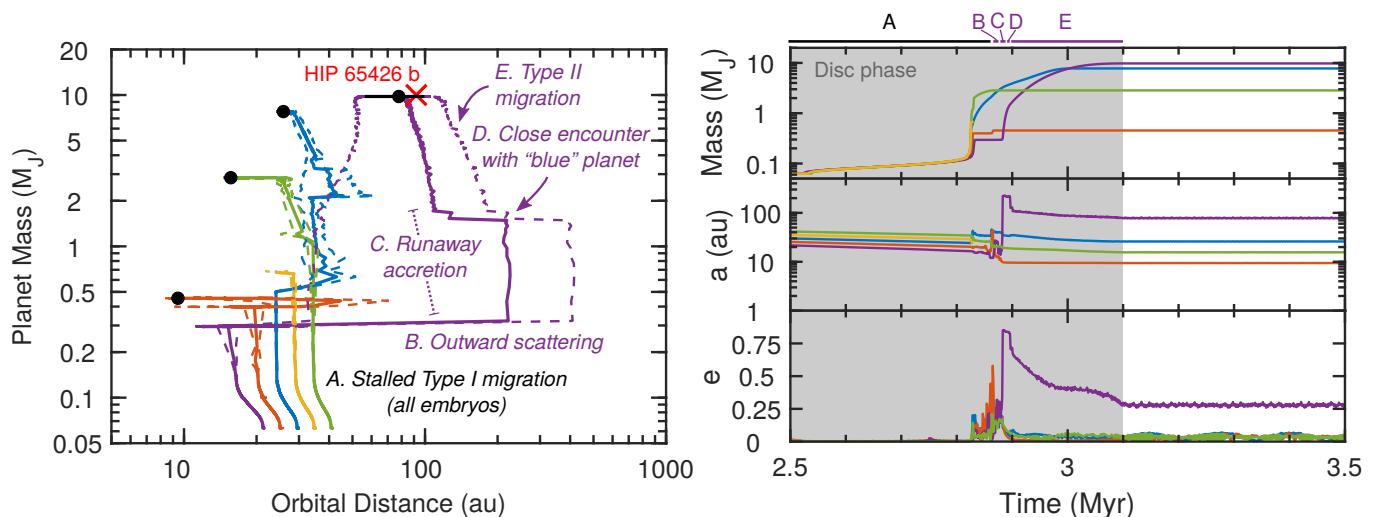 20
10
5
2
1
0.5
0.2
0.1
0.05
Planet Mass (M_J)
HIP 65426 b
E. Type II
migration
D. Close encounter
with “blue” planet
C. Runaway
accretion
B. Outward scattering
A. Stalled Type I migration
(all embryos)
10
100
1000
Orbital Distance (au)
A
B
C
D
E
Disc phase
10
1
0.1
Mass (M_J)
100
10
1
a (au)
0.75
0.5
0.25
0
e
2.5
3
3.5
Time (Myr)